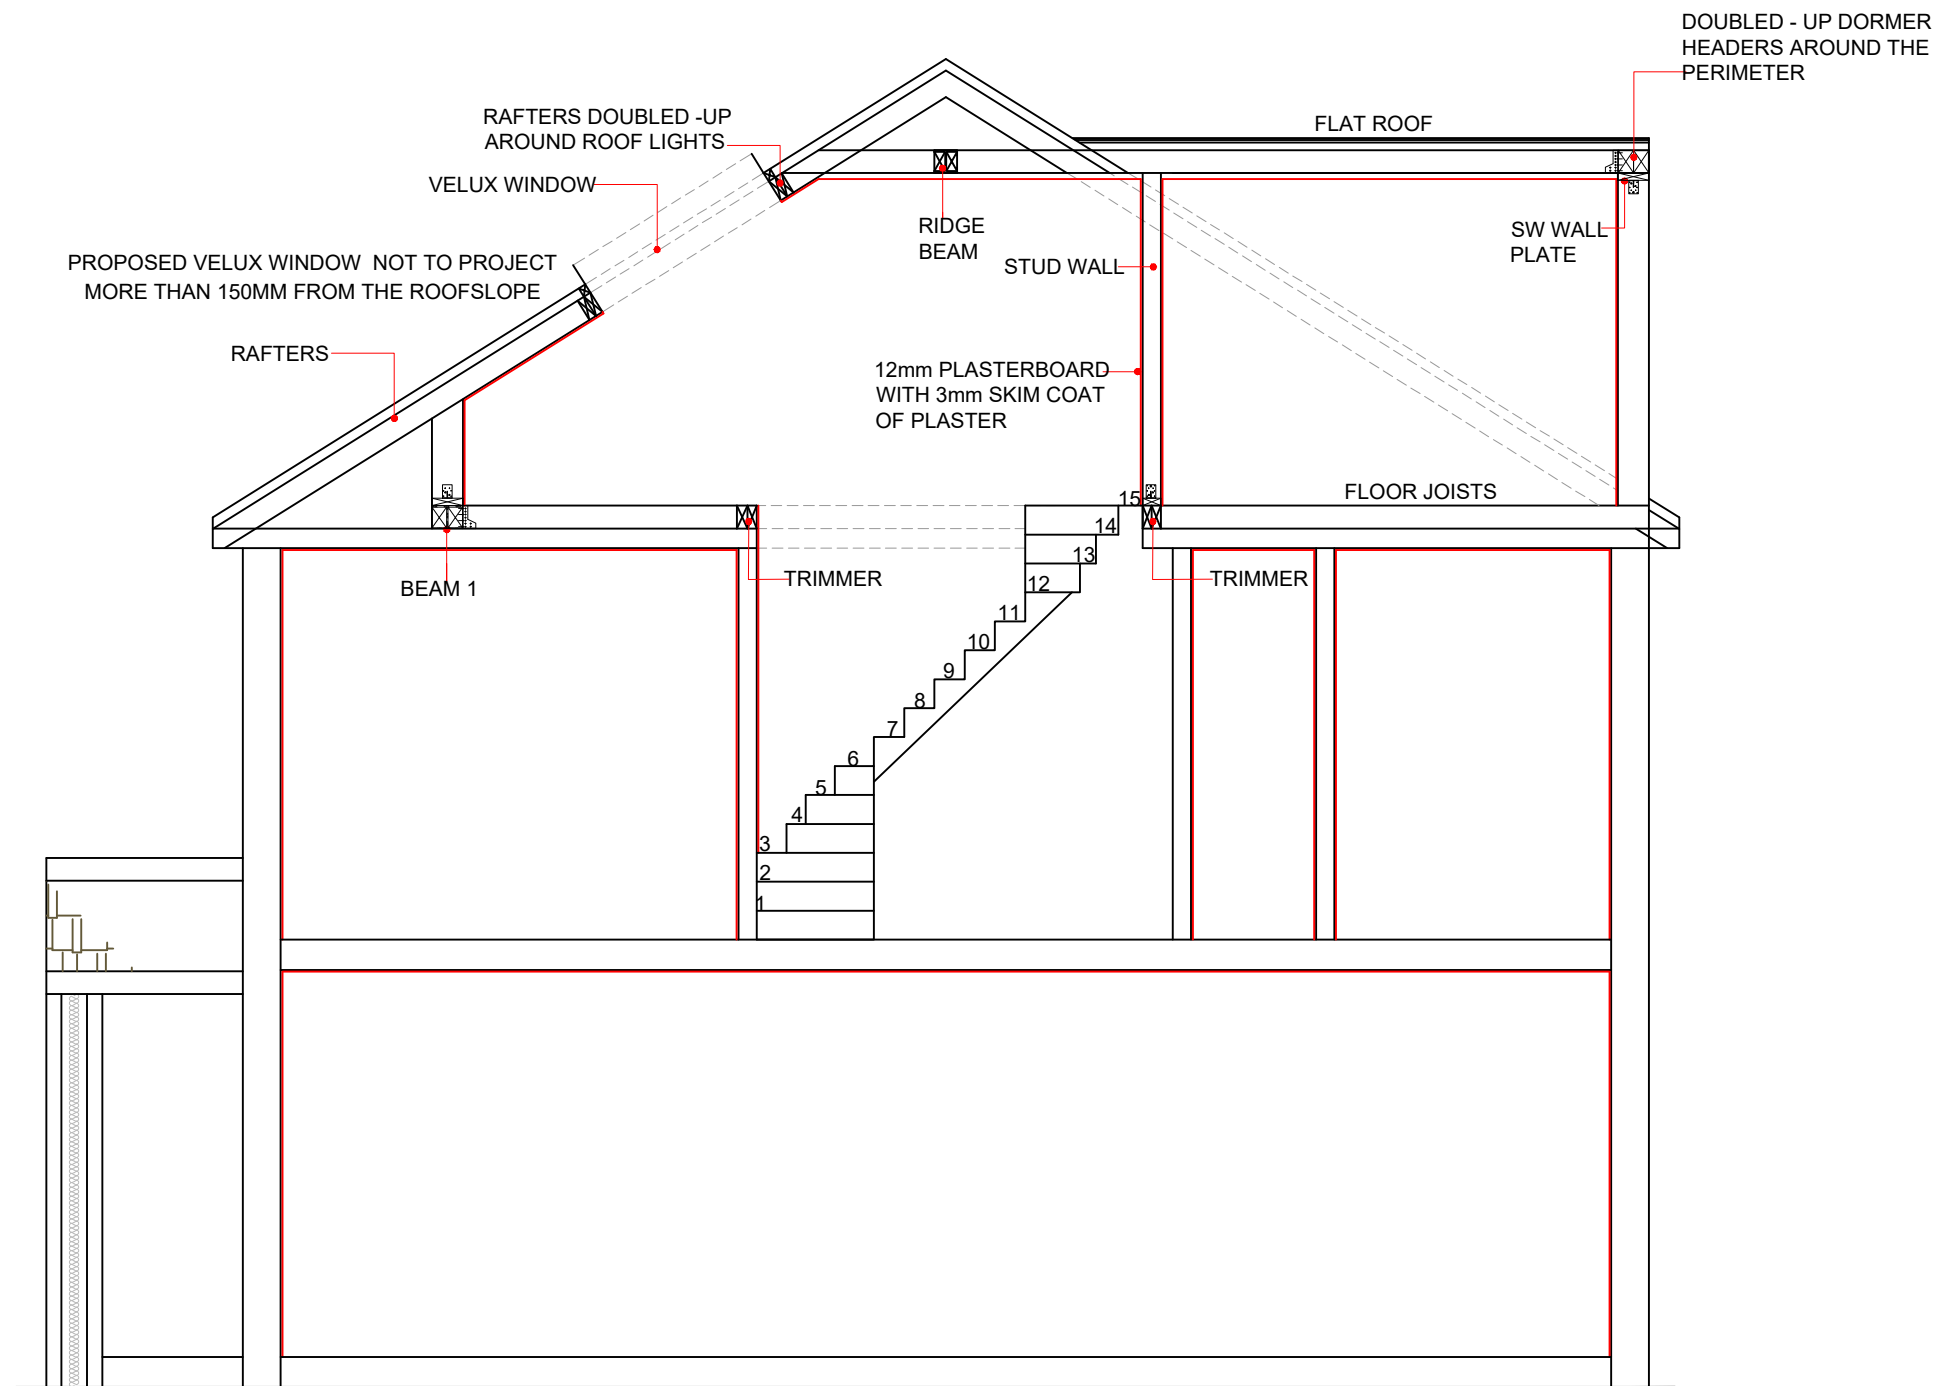 DOUBLED - UP DORMER
HEADERS AROUND THE
PERIMETER
RAFTERS DOUBLED -UP
AROUND ROOF LIGHTS
FLAT ROOF
VELUX WINDOW
RIDGE
BEAM
SW WALL
PLATE
PROPOSED VELUX WINDOW  NOT TO PROJECT
MORE THAN 150MM FROM THE ROOFSLOPE
STUD WALL
RAFTERS
12mm PLASTERBOARD
WITH 3mm SKIM COAT
OF PLASTER
FLOOR JOISTS
15
14
13
12
11
10
9
8
7
6
5
4
3
2
1
BEAM 1
TRIMMER
TRIMMER